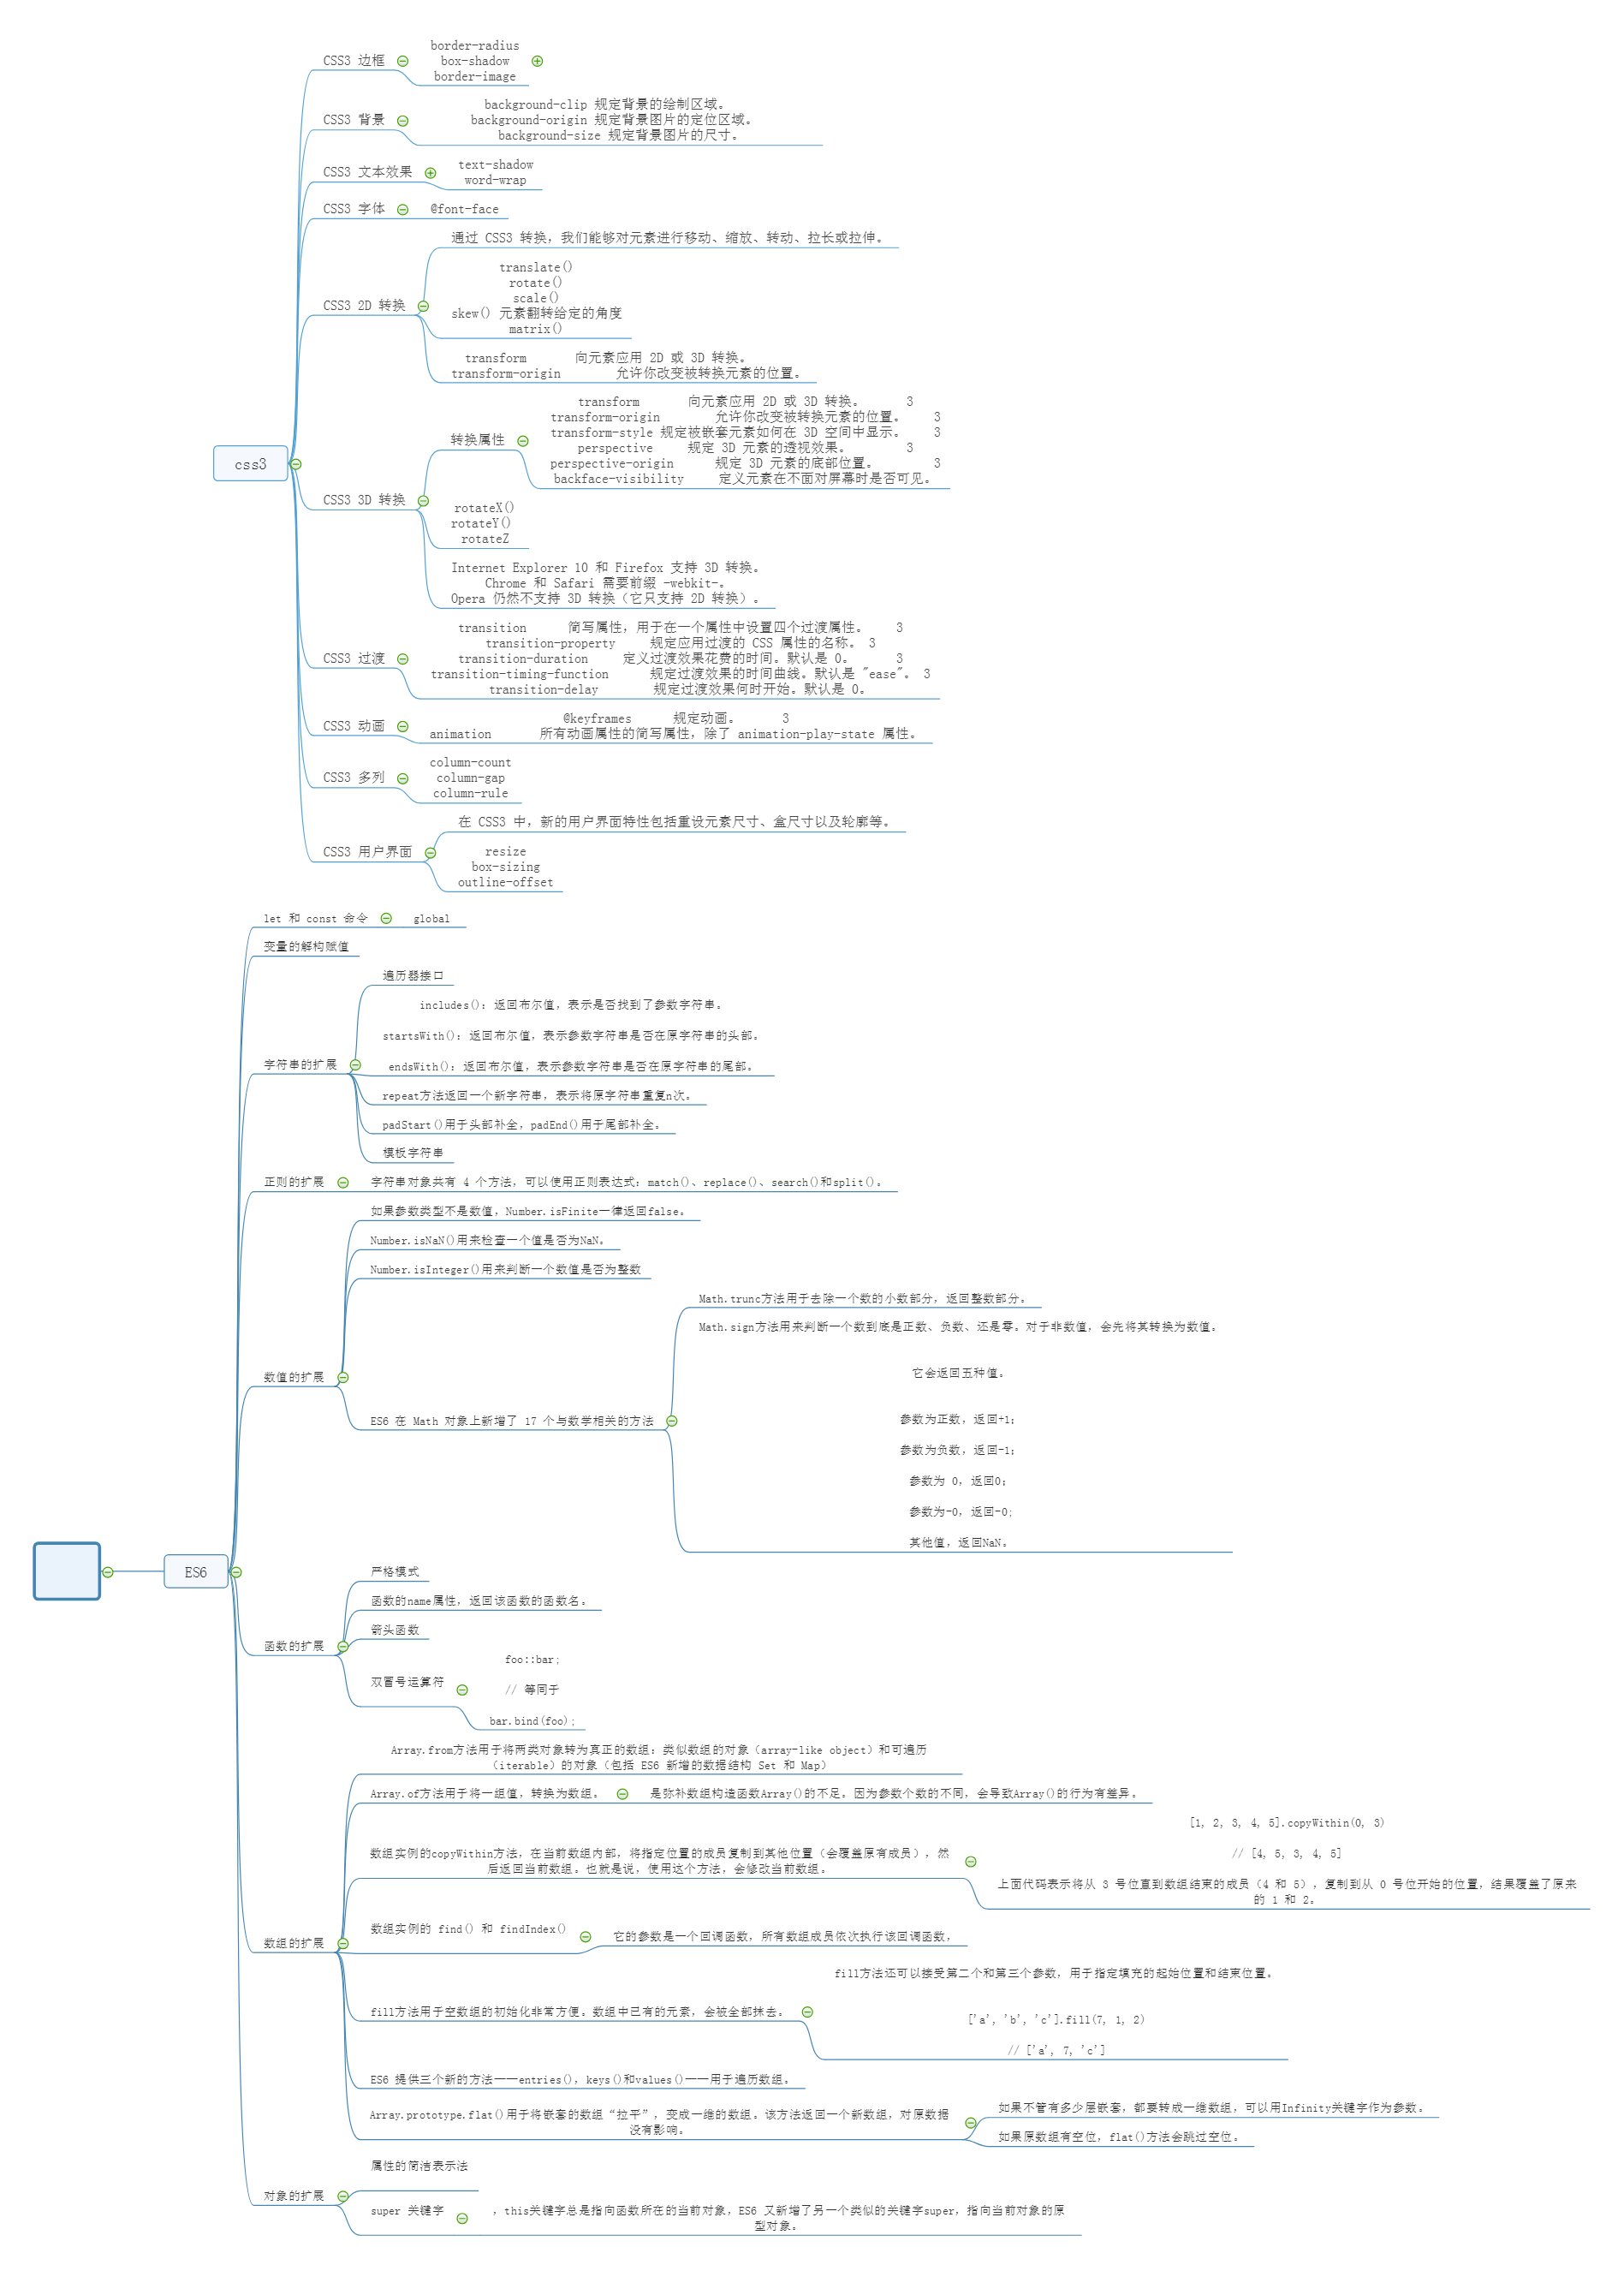 css3
CSS3 边框
border-radius
box-shadow
border-image
CSS3 背景
background-clip 规定背景的绘制区域。
background-origin 规定背景图片的定位区域。
background-size 规定背景图片的尺寸。
CSS3 文本效果
text-shadow
word-wrap
CSS3 字体
@font-face
CSS3 2D 转换
通过 CSS3 转换，我们能够对元素进行移动、缩放、转动、拉长或拉伸。
translate()
rotate()
scale()
skew() 元素翻转给定的角度
matrix()
transform 向元素应用 2D 或 3D 转换。
transform-origin 允许你改变被转换元素的位置。
CSS3 3D 转换
转换属性
transform 向元素应用 2D 或 3D 转换。 3
transform-origin 允许你改变被转换元素的位置。 3
transform-style 规定被嵌套元素如何在 3D 空间中显示。 3
perspective 规定 3D 元素的透视效果。 3
perspective-origin 规定 3D 元素的底部位置。 3
backface-visibility 定义元素在不面对屏幕时是否可见。
rotateX()
rotateY()
rotateZ
Internet Explorer 10 和 Firefox 支持 3D 转换。
Chrome 和 Safari 需要前缀 -webkit-。
Opera 仍然不支持 3D 转换（它只支持 2D 转换）。
CSS3 过渡
transition 简写属性，用于在一个属性中设置四个过渡属性。 3
transition-property 规定应用过渡的 CSS 属性的名称。 3
transition-duration 定义过渡效果花费的时间。默认是 0。 3
transition-timing-function 规定过渡效果的时间曲线。默认是 "ease"。 3
transition-delay 规定过渡效果何时开始。默认是 0。
CSS3 动画
@keyframes 规定动画。 3
animation 所有动画属性的简写属性，除了 animation-play-state 属性。
CSS3 多列
column-count
column-gap
column-rule
CSS3 用户界面
在 CSS3 中，新的用户界面特性包括重设元素尺寸、盒尺寸以及轮廓等。
resize
box-sizing
outline-offset
ES6
let 和 const 命令
global
变量的解构赋值
字符串的扩展
遍历器接口
includes()：返回布尔值，表示是否找到了参数字符串。
startsWith()：返回布尔值，表示参数字符串是否在原字符串的头部。
endsWith()：返回布尔值，表示参数字符串是否在原字符串的尾部。
repeat方法返回一个新字符串，表示将原字符串重复n次。
padStart()用于头部补全，padEnd()用于尾部补全。
模板字符串
正则的扩展
字符串对象共有 4 个方法，可以使用正则表达式：match()、replace()、search()和split()。
数值的扩展
如果参数类型不是数值，Number.isFinite一律返回false。
Number.isNaN()用来检查一个值是否为NaN。
Number.isInteger()用来判断一个数值是否为整数
ES6 在 Math 对象上新增了 17 个与数学相关的方法
Math.trunc方法用于去除一个数的小数部分，返回整数部分。
Math.sign方法用来判断一个数到底是正数、负数、还是零。对于非数值，会先将其转换为数值。
它会返回五种值。
参数为正数，返回+1；
参数为负数，返回-1；
参数为 0，返回0；
参数为-0，返回-0;
其他值，返回NaN。
函数的扩展
严格模式
函数的name属性，返回该函数的函数名。
箭头函数
双冒号运算符
foo::bar;
// 等同于
bar.bind(foo);
数组的扩展
Array.from方法用于将两类对象转为真正的数组：类似数组的对象（array-like object）和可遍历
（iterable）的对象（包括 ES6 新增的数据结构 Set 和 Map）
Array.of方法用于将一组值，转换为数组。
是弥补数组构造函数Array()的不足。因为参数个数的不同，会导致Array()的行为有差异。
数组实例的copyWithin方法，在当前数组内部，将指定位置的成员复制到其他位置（会覆盖原有成员），然
后返回当前数组。也就是说，使用这个方法，会修改当前数组。
[1, 2, 3, 4, 5].copyWithin(0, 3)
// [4, 5, 3, 4, 5]
上面代码表示将从 3 号位直到数组结束的成员（4 和 5），复制到从 0 号位开始的位置，结果覆盖了原来
的 1 和 2。
数组实例的 find() 和 findIndex()
它的参数是一个回调函数，所有数组成员依次执行该回调函数，
fill方法用于空数组的初始化非常方便。数组中已有的元素，会被全部抹去。
fill方法还可以接受第二个和第三个参数，用于指定填充的起始位置和结束位置。
['a', 'b', 'c'].fill(7, 1, 2)
// ['a', 7, 'c']
ES6 提供三个新的方法——entries()，keys()和values()——用于遍历数组。
Array.prototype.flat()用于将嵌套的数组“拉平”，变成一维的数组。该方法返回一个新数组，对原数据
没有影响。
如果不管有多少层嵌套，都要转成一维数组，可以用Infinity关键字作为参数。
如果原数组有空位，flat()方法会跳过空位。
对象的扩展
属性的简洁表示法
super 关键字
，this关键字总是指向函数所在的当前对象，ES6 又新增了另一个类似的关键字super，指向当前对象的原
型对象。